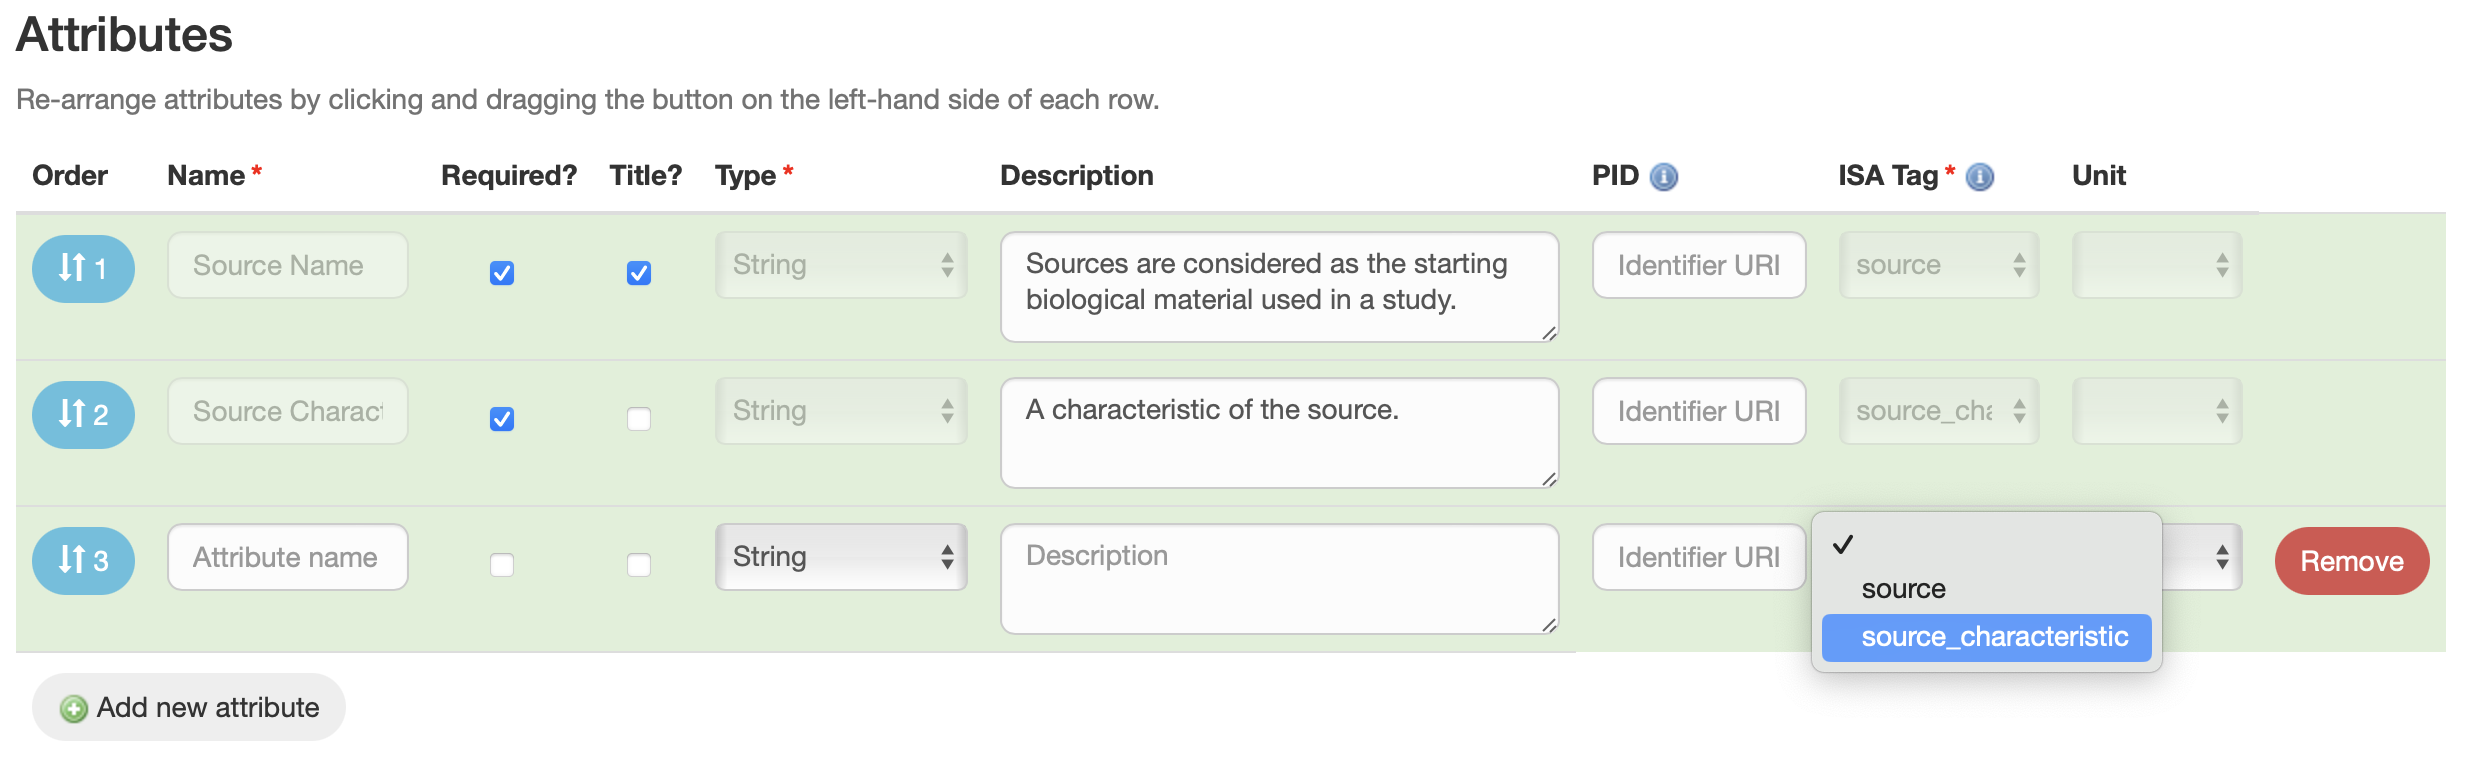 Attributes
Re-arrange attributes by clicking and dragging the button on the left-hand side of each row.
Order Name * Required? Title? Type * Description PID ISA Tag * Unit
1 Source Name String Sources are considered as the starting biological material used in a study. Identifier URI source
2 Source Charact String A characteristic of the source. Identifier URI source_cha
3 Attribute name String Description Identifier URI Remove
source
source_characteristic
Add new attribute